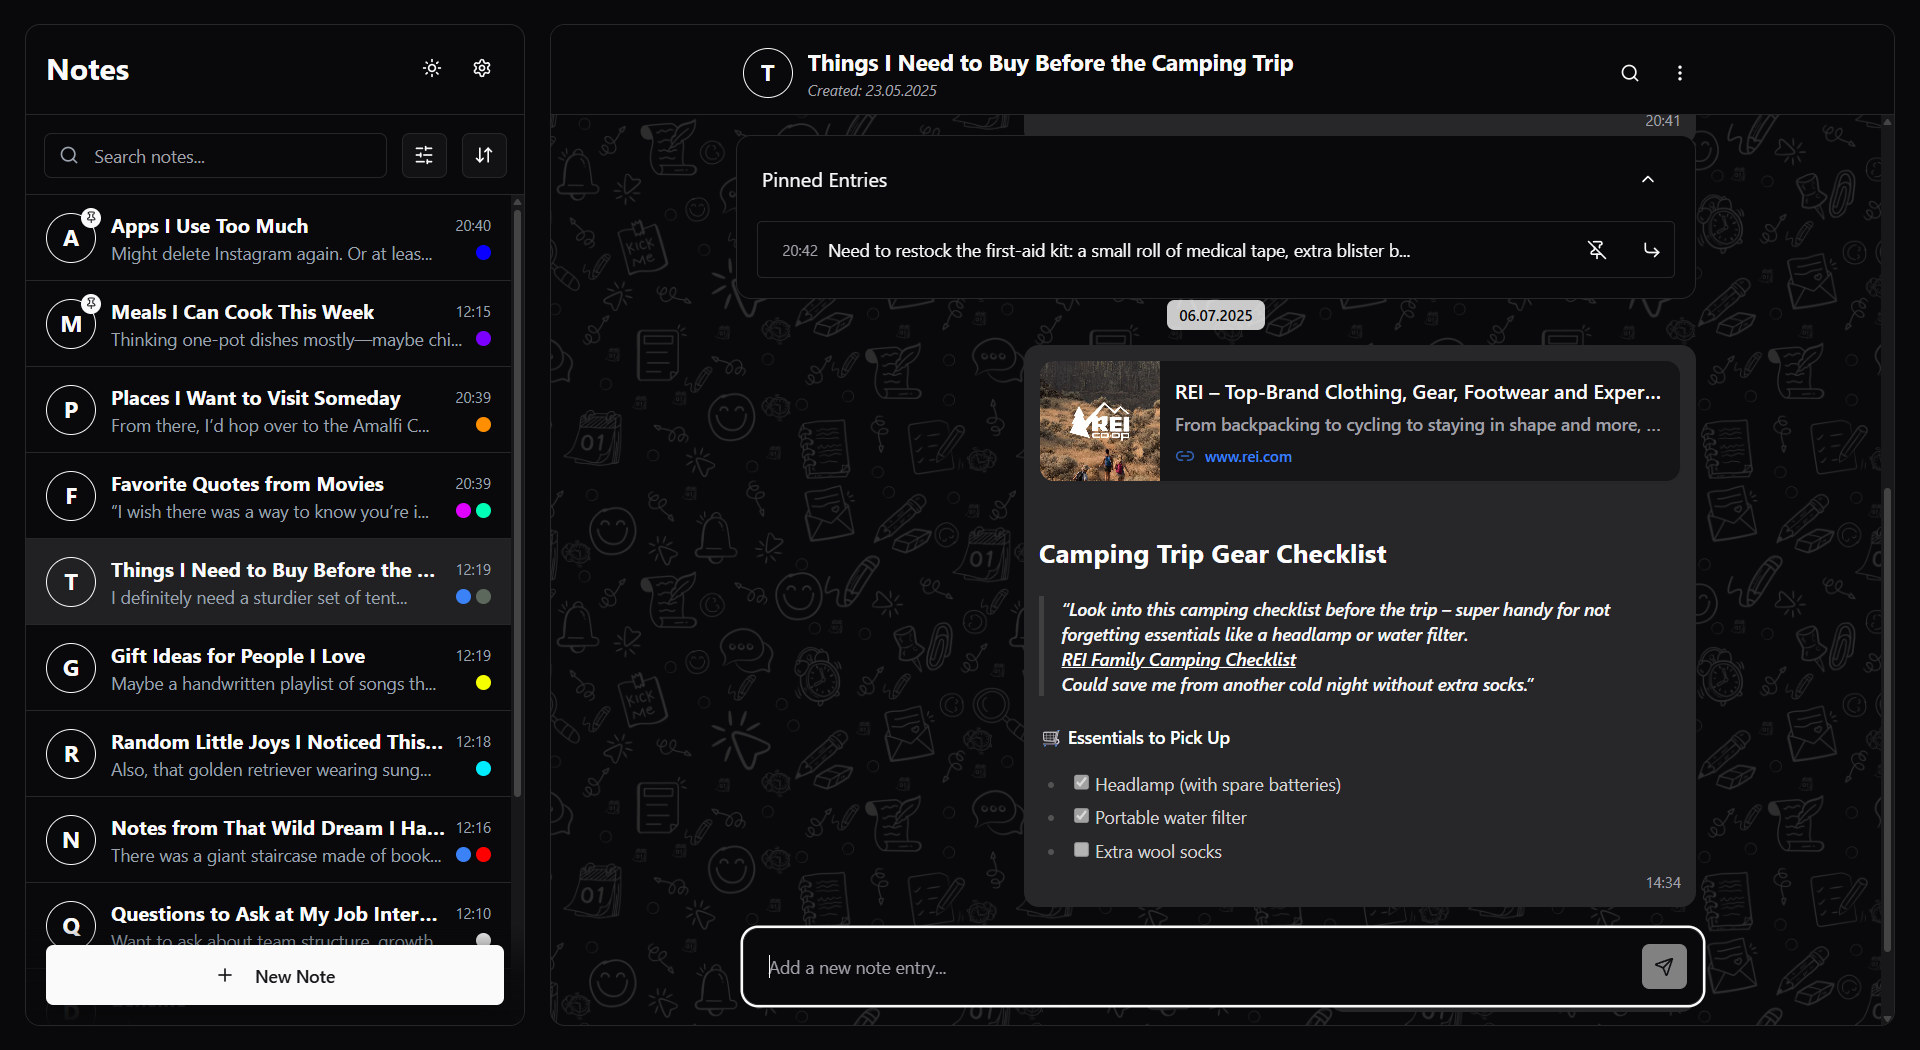 Notes
Search notes...
A
Apps I Use Too Much
20:40
Might delete Instagram again. Or at leas...
M
Meals I Can Cook This Week
12:15
Thinking one-pot dishes mostly—maybe chi...
P
Places I Want to Visit Someday
20:39
From there, I’d hop over to the Amalfi C...
F
Favorite Quotes from Movies
20:39
“I wish there was a way to know you’re i...
T
Things I Need to Buy Before the ...
12:19
I definitely need a sturdier set of tent...
G
Gift Ideas for People I Love
12:19
Maybe a handwritten playlist of songs th...
R
Random Little Joys I Noticed This...
12:18
Also, that golden retriever wearing sung...
N
Notes from That Wild Dream I Ha...
12:16
There was a giant staircase made of book...
Q
Questions to Ask at My Job Inter...
12:10
Want to ask about team structure, growth
New Note
T
Things I Need to Buy Before the Camping Trip
Created: 23.05.2025
20:41
Pinned Entries
20:42 Need to restock the first-aid kit: a small roll of medical tape, extra blister b...
06.07.2025
REI
coop
REI – Top-Brand Clothing, Gear, Footwear and Exper...
From backpacking to cycling to staying in shape and more, ...
www.rei.com
Camping Trip Gear Checklist
“Look into this camping checklist before the trip – super handy for not
forgetting essentials like a headlamp or water filter.
REI Family Camping Checklist
Could save me from another cold night without extra socks.”
Essentials to Pick Up
Headlamp (with spare batteries)
Portable water filter
Extra wool socks
14:34
Add a new note entry...
KICK
ME
01